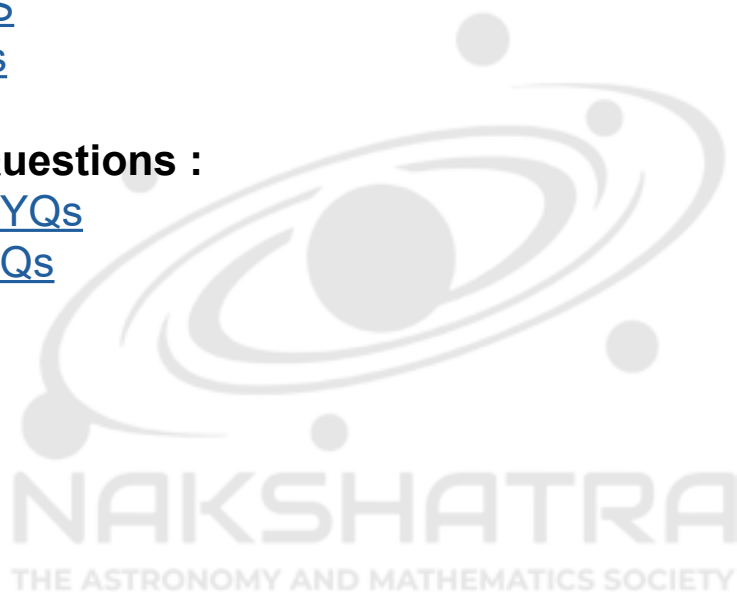 s
s
uestions :
YQs
Qs
NAKSHATRA
THE ASTRONOMY AND MATHEMATICS SOCIETY